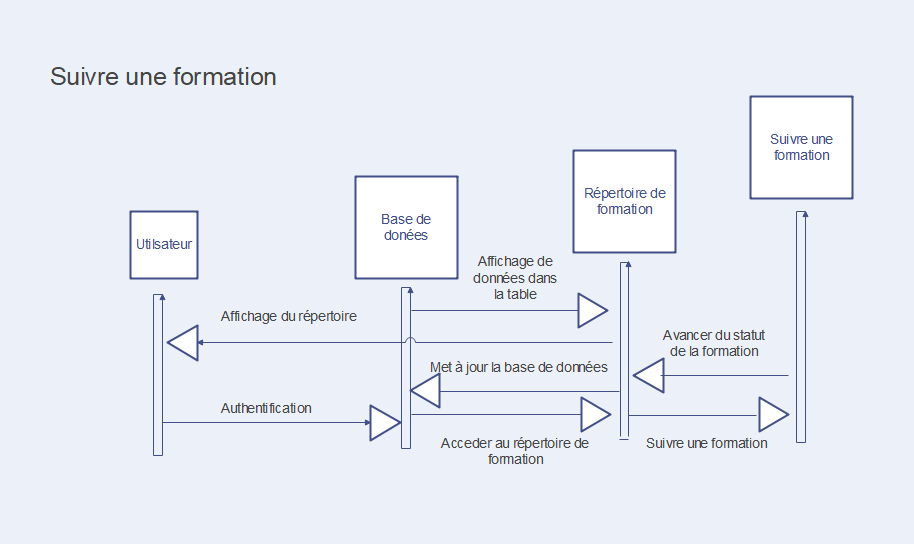 Suivre une formation
Suivre une
formation
Répertoire de
formation
Base de
donées
Utilsateur
Affichage de
données dans
la table
Affichage du répertoire
Avancer du statut
de la formation
Met à jour la base de données
Authentification
Acceder au répertoire de
formation
Suivre une formation